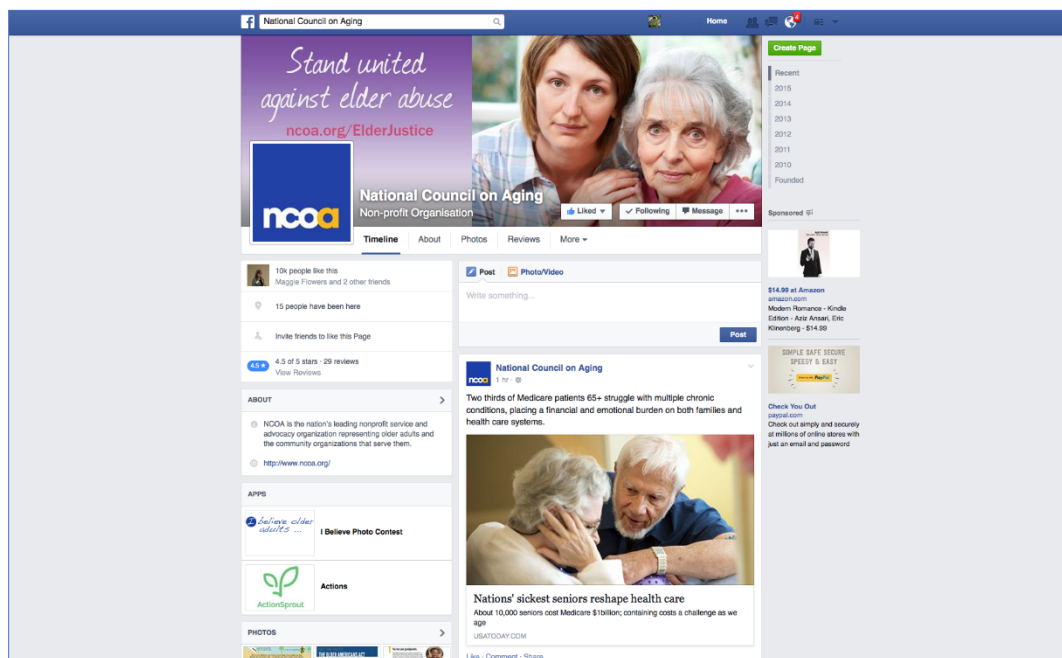 National Council on Aging
Home
4
Stand united
against elder abuse
ncoa.org/ElderJustice
ncoa
National Council on Aging
Non-profit Organisation
Liked
Following
Message
Timeline
About
Photos
Reviews
More
Create Page
Recent
2015
2014
2013
2012
2011
2010
Founded
10k people like this
Maggie Flowers and 2 other friends
15 people have been here
Invite friends to like this Page
4.5 ★
4.5 of 5 stars · 29 reviews
View Reviews
ABOUT
NCOA is the nation's leading nonprofit service and
advocacy organization representing older adults and
the community organizations that serve them.
http://www.ncoa.org/
APPS
I believe older
adults ...
I Believe Photo Contest
ActionSprout
Actions
PHOTOS
THE OLDER AMERICANS ACT
Post
Photo/Video
Write something...
Post
ncoa
National Council on Aging
1 hr ·
Two thirds of Medicare patients 65+ struggle with multiple chronic
conditions, placing a financial and emotional burden on both families and
health care systems.
Nations' sickest seniors reshape health care
About 10,000 seniors cost Medicare $1billion; containing costs a challenge as we
age
USATODAY.COM
Like · Comment · Share
Sponsored
$14.99 at Amazon
amazon.com
Modern Romance - Kindle
Edition - Aziz Ansari, Eric
Klinenberg - $14.99
SIMPLE SAFE SECURE
SPEEDY & EASY
PayPal
Check You Out
paypal.com
Check out simply and securely
at millions of online stores with
just an email and password